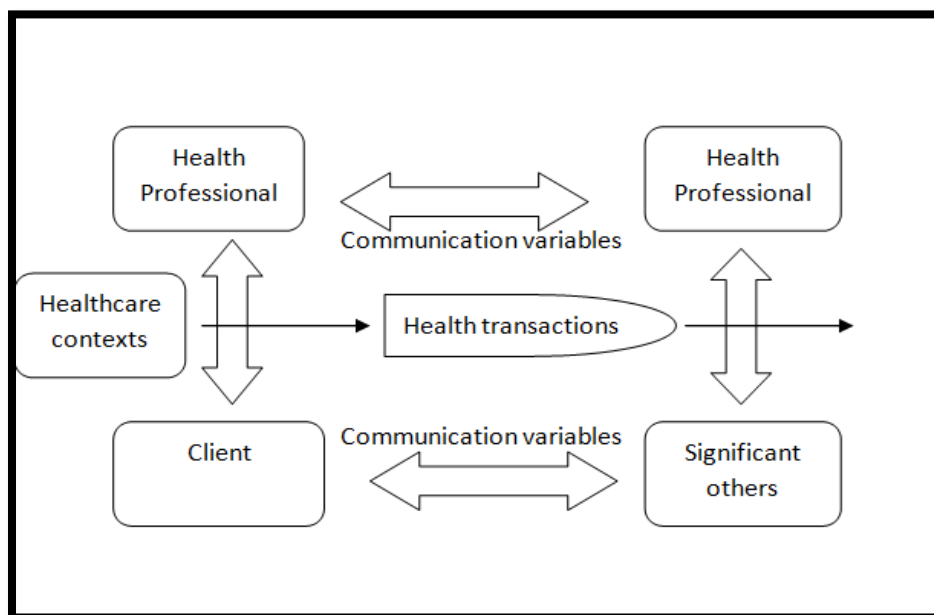 Health
Professional
Health
Professional
Communication variables
Healthcare
contexts
Health transactions
Client
Communication variables
Significant
others